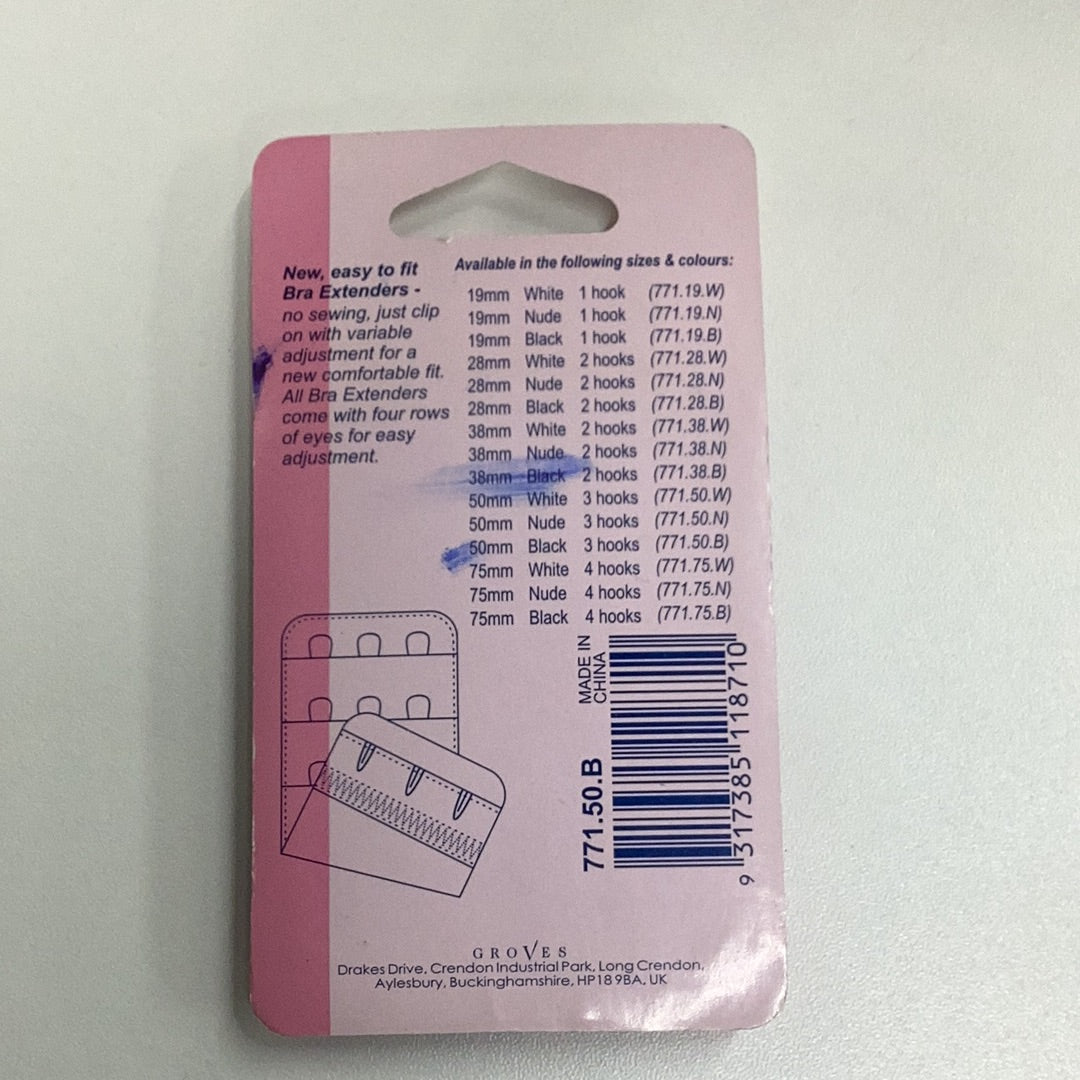 New, easy to fit
Bra Extenders -
no sewing, just clip
on with variable
adjustment for a
new comfortable fit.
All Bra Extenders
come with four rows
of eyes for easy
adjustment.
Available in the following sizes & colours:
19mm White 1 hook (771.19.W)
19mm Nude 1 hook (771.19.N)
19mm Black 1 hook (771.19.B)
28mm White 2 hooks (771.28.W)
28mm Nude 2 hooks (771.28.N)
28mm Black 2 hooks (771.28.B)
38mm White 2 hooks (771.38.W)
38mm Nude 2 hooks (771.38.N)
38mm Black 2 hooks (771.38.B)
50mm White 3 hooks (771.50.W)
50mm Nude 3 hooks (771.50.N)
50mm Black 3 hooks (771.50.B)
75mm White 4 hooks (771.75.W)
75mm Nude 4 hooks (771.75.N)
75mm Black 4 hooks (771.75.B)
MADE IN
CHINA
771.50.B
9 317385 118710
GROVES
Drakes Drive, Crendon Industrial Park, Long Crendon,
Aylesbury, Buckinghamshire, HP18 9BA, UK